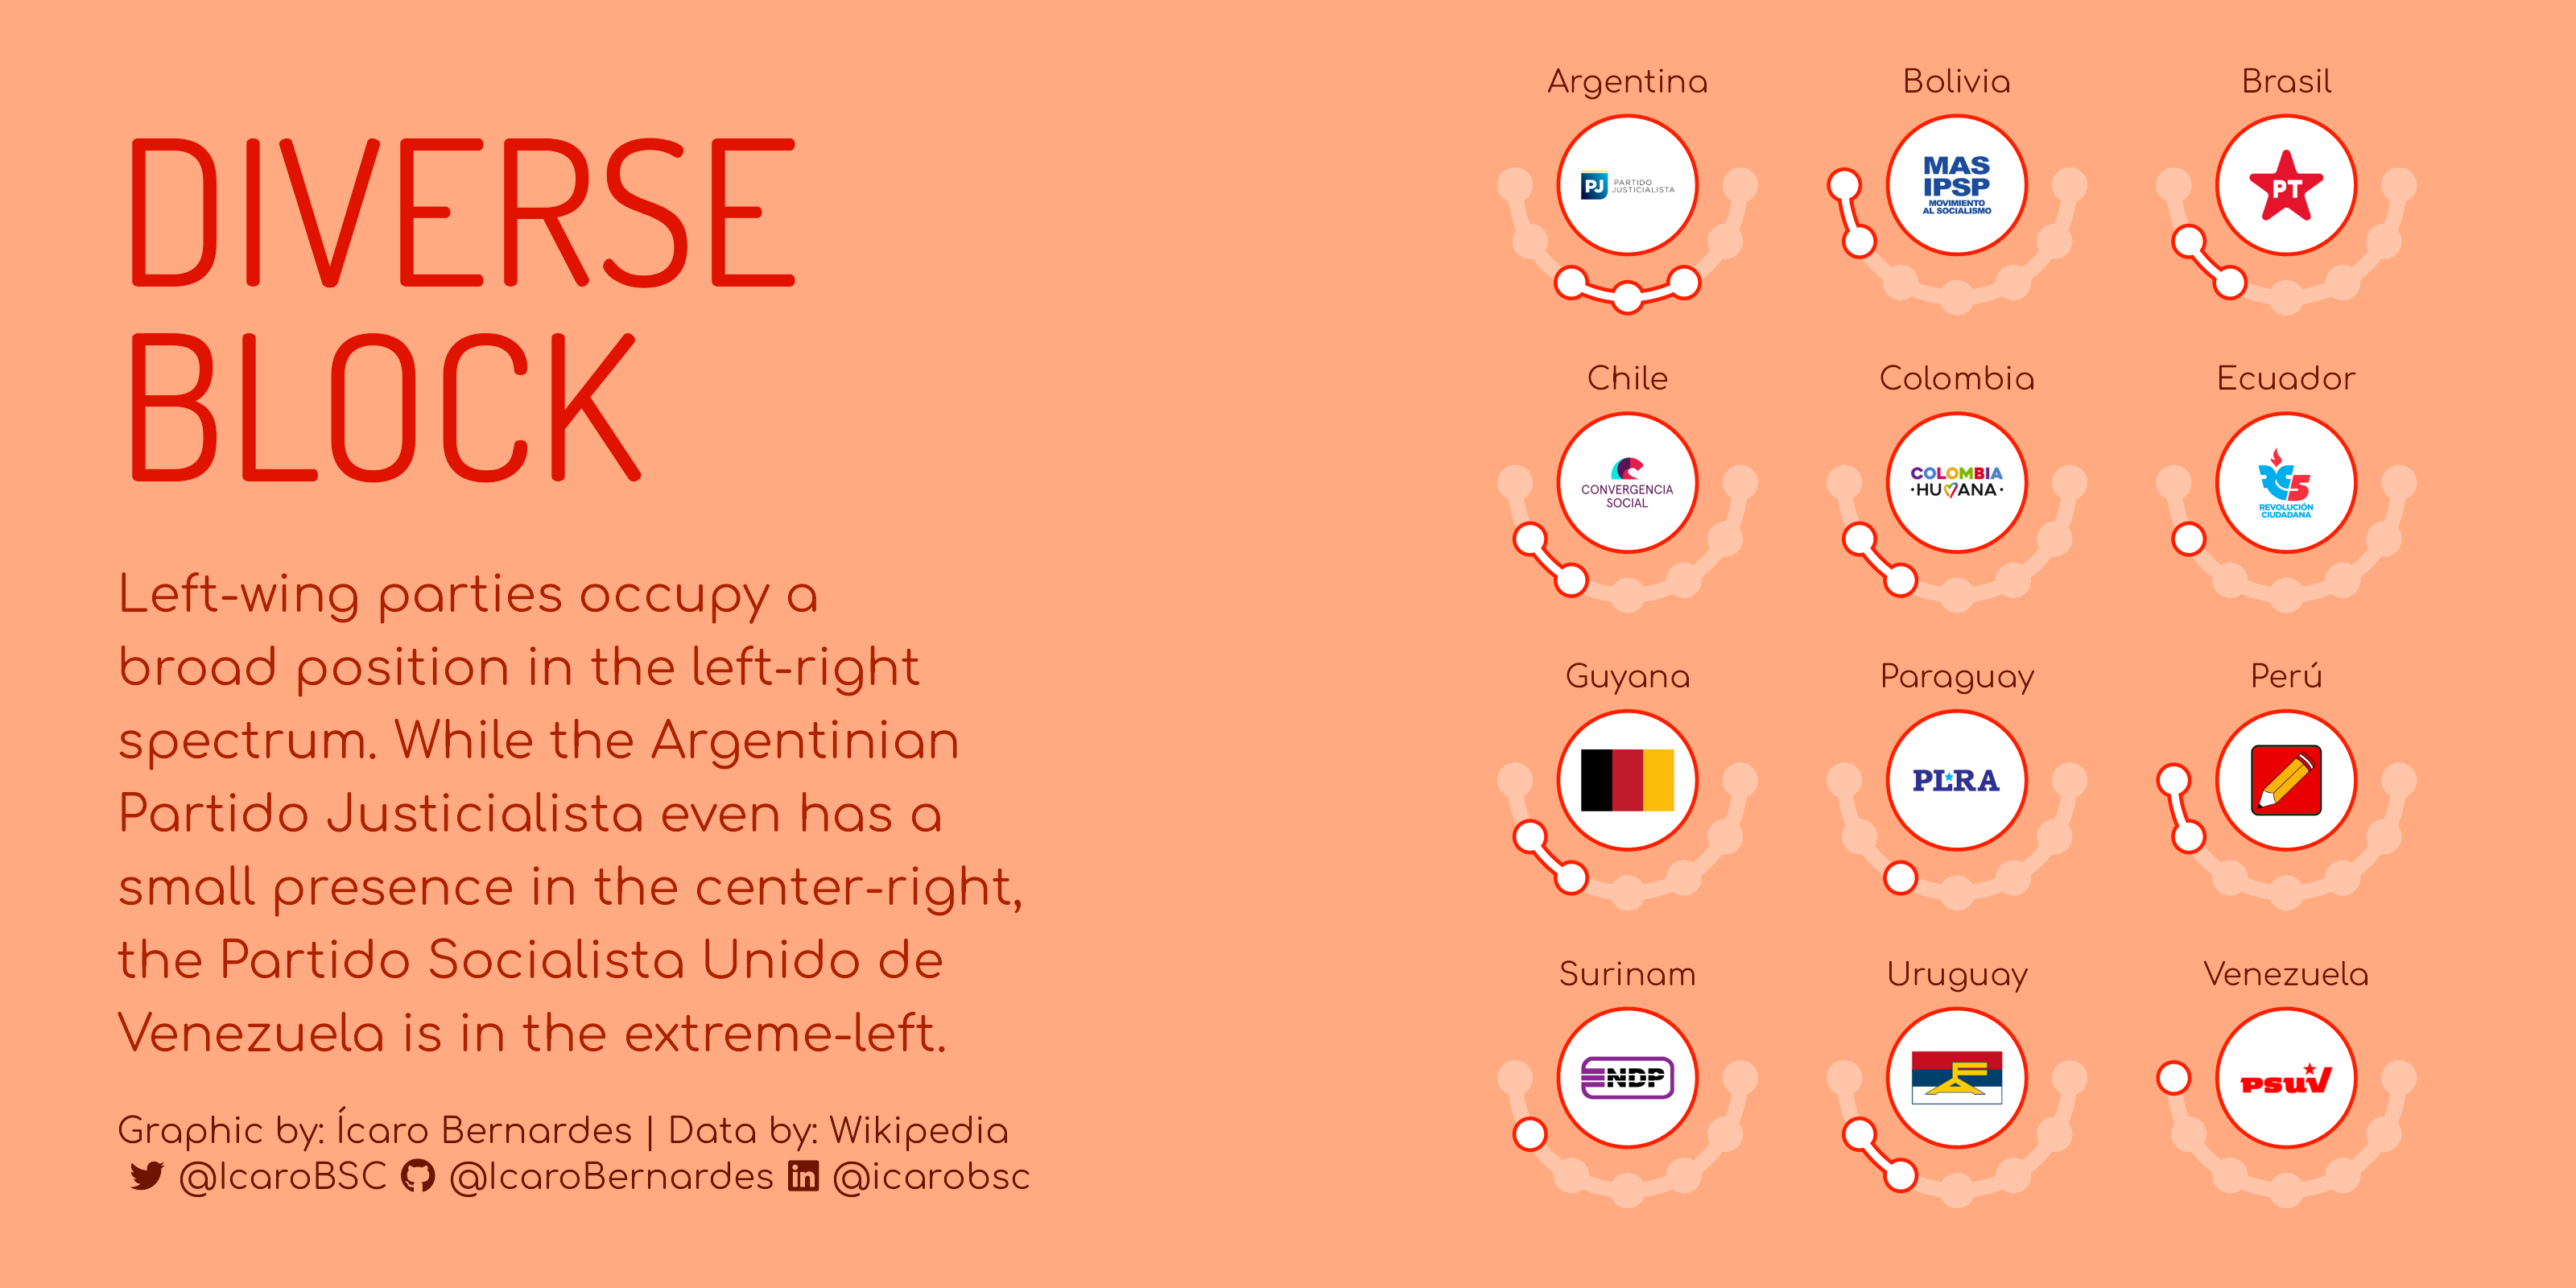 DIVERSE
BLOCK
Left-wing parties occupy a
broad position in the left-right
spectrum. While the Argentinian
Partido Justicialista even has a
small presence in the center-right,
the Partido Socialista Unido de
Venezuela is in the extreme-left.
Graphic by: Ícaro Bernardes | Data by: Wikipedia
@IcaroBSC @IcaroBernardes @icarobsc
Argentina
PJ PARTIDO
JUSTICIALISTA
Bolivia
MAS
IPSP
MOVIMIENTO
AL SOCIALISMO
Brasil
PT
Chile
CONVERGENCIA
SOCIAL
Colombia
COLOMBIA
·HUMANA·
Ecuador
RC5
REVOLUCIÓN
CIUDADANA
Guyana
Paraguay
PLRA
Perú
Surinam
NDP
Uruguay
FA
Venezuela
PSUV